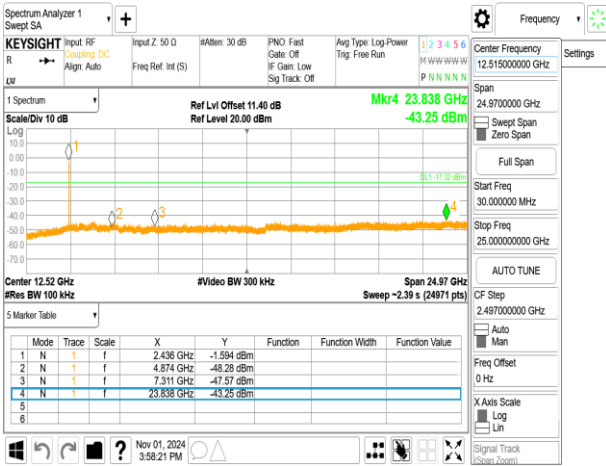 Spectrum Analyzer 1
Swept SA
Frequency
KEYSIGHT
Input: RF
Coupling: DC
Align: Auto
Input Z: 50 Ω
Freq Ref: Int (S)
#Atten: 30 dB
PNO: Fast
Gate: Off
IF Gain: Low
Sig Track: Off
Avg Type: Log-Power
Trig: Free Run
1 2 3 4 5 6
M W W W W W
P N N N N N
R
LXI
1 Spectrum
Scale/Div 10 dB
Ref Lvl Offset 11.40 dB
Ref Level 20.00 dBm
Mkr4 23.838 GHz
-43.25 dBm
Log
10.0
0.00
-10.0
-20.0
-30.0
-40.0
-50.0
-60.0
-70.0
1
2
3
4
DL1 -17.32 dBm
Center 12.52 GHz
#Res BW 100 kHz
#Video BW 300 kHz
Span 24.97 GHz
Sweep ~2.39 s (24971 pts)
5 Marker Table
Mode Trace Scale X Y Function Function Width Function Value
1 N 1 f 2.436 GHz -1.594 dBm
2 N 1 f 4.874 GHz -48.28 dBm
3 N 1 f 7.311 GHz -47.57 dBm
4 N 1 f 23.838 GHz -43.25 dBm
5
6
Nov 01, 2024
3:58:21 PM
Settings
Center Frequency
12.515000000 GHz
Span
24.9700000 GHz
Swept Span
Zero Span
Full Span
Start Freq
30.000000 MHz
Stop Freq
25.000000000 GHz
AUTO TUNE
CF Step
2.497000000 GHz
Auto
Man
Freq Offset
0 Hz
X Axis Scale
Log
Lin
Signal Track
(Span Zoom)